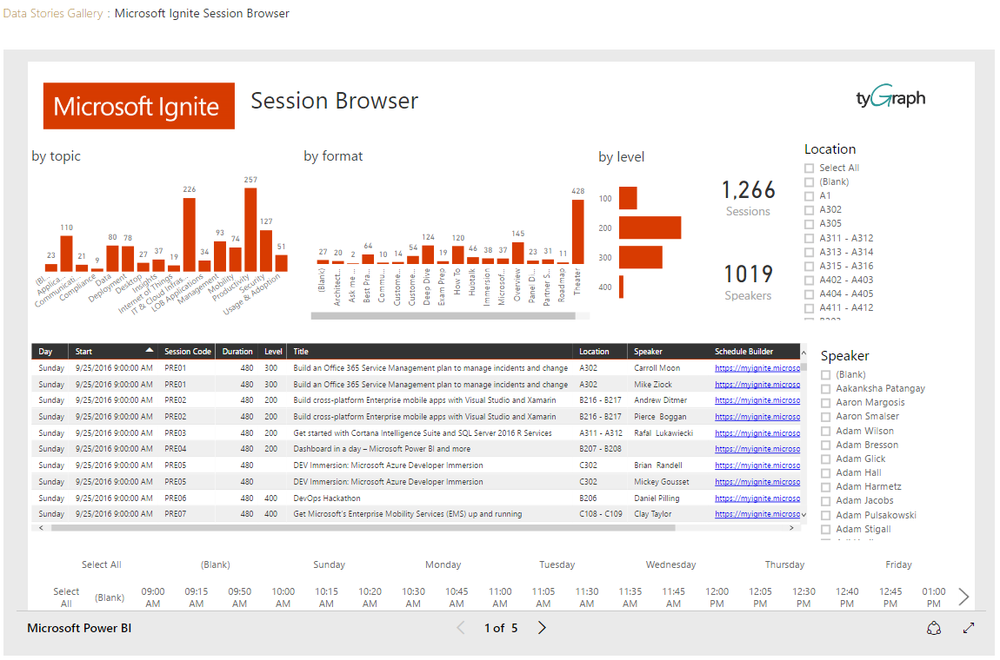 Data Stories Gallery : Microsoft Ignite Session Browser
Microsoft Ignite
Session Browser
tyGraph
by topic
23 110 21 9 80 78 27 37 19 226 34 93 74 257 127 51
(Bl...
Applica...
Communicati...
Compliance
Data
Deployment
Desktop
Insights
Internet of Things
IT & Cloud Infras...
LOB Applications
Management
Mobility
Productivity
Security
Usage & Adoption
by format
27 20 2 64 10 14 54 124 19 120 46 38 37 145 23 31 11 428
(Blank)
Architect...
Ask me ...
Best Pra...
Commu...
Custome...
Custome...
Deep Dive
Exam Prep
How To
Hubtalk
Immersion
Microsof...
Overview
Panel Di...
Partner S...
Roadmap
Theater
by level
100
200
300
400
1,266
Sessions
1019
Speakers
Location
Select All
(Blank)
A1
A302
A305
A311 - A312
A313 - A314
A315 - A316
A402 - A403
A404 - A405
A411 - A412
Day Start Session Code Duration Level Title Location Speaker Schedule Builder
Sunday 9/25/2016 9:00:00 AM PRE01 480 300 Build an Office 365 Service Management plan to manage incidents and change A302 Carroll Moon https://myignite.microso
Sunday 9/25/2016 9:00:00 AM PRE01 480 300 Build an Office 365 Service Management plan to manage incidents and change A302 Mike Ziock https://myignite.microso
Sunday 9/25/2016 9:00:00 AM PRE02 480 200 Build cross-platform Enterprise mobile apps with Visual Studio and Xamarin B216 - B217 Andrew Ditmer https://myignite.microso
Sunday 9/25/2016 9:00:00 AM PRE02 480 200 Build cross-platform Enterprise mobile apps with Visual Studio and Xamarin B216 - B217 Pierce Boggan https://myignite.microso
Sunday 9/25/2016 9:00:00 AM PRE03 480 200 Get started with Cortana Intelligence Suite and SQL Server 2016 R Services A311 - A312 Rafal Lukawiecki https://myignite.microso
Sunday 9/25/2016 9:00:00 AM PRE04 480 200 Dashboard in a day – Microsoft Power BI and more B207 - B208 https://myignite.microso
Sunday 9/25/2016 9:00:00 AM PRE05 480 DEV Immersion: Microsoft Azure Developer Immersion C302 Brian Randell https://myignite.microso
Sunday 9/25/2016 9:00:00 AM PRE05 480 DEV Immersion: Microsoft Azure Developer Immersion C302 Mickey Gousset https://myignite.microso
Sunday 9/25/2016 9:00:00 AM PRE06 480 400 DevOps Hackathon B206 Daniel Pilling https://myignite.microso
Sunday 9/25/2016 9:00:00 AM PRE07 480 400 Get Microsoft's Enterprise Mobility Services (EMS) up and running C108 - C109 Clay Taylor https://myignite.microso
Speaker
(Blank)
Aakanksha Patangay
Aaron Margosis
Aaron Smalser
Adam Wilson
Adam Bresson
Adam Glick
Adam Hall
Adam Harmetz
Adam Jacobs
Adam Pulsakowski
Adam Stigall
Select All (Blank) Sunday Monday Tuesday Wednesday Thursday Friday
Select All (Blank) 09:00 AM 09:15 AM 09:50 AM 10:00 AM 10:15 AM 10:20 AM 10:30 AM 10:45 AM 11:00 AM 11:05 AM 11:30 AM 11:35 AM 11:45 AM 12:00 PM 12:05 PM 12:30 PM 12:40 PM 12:45 PM 01:00 PM
Microsoft Power BI
1 of 5